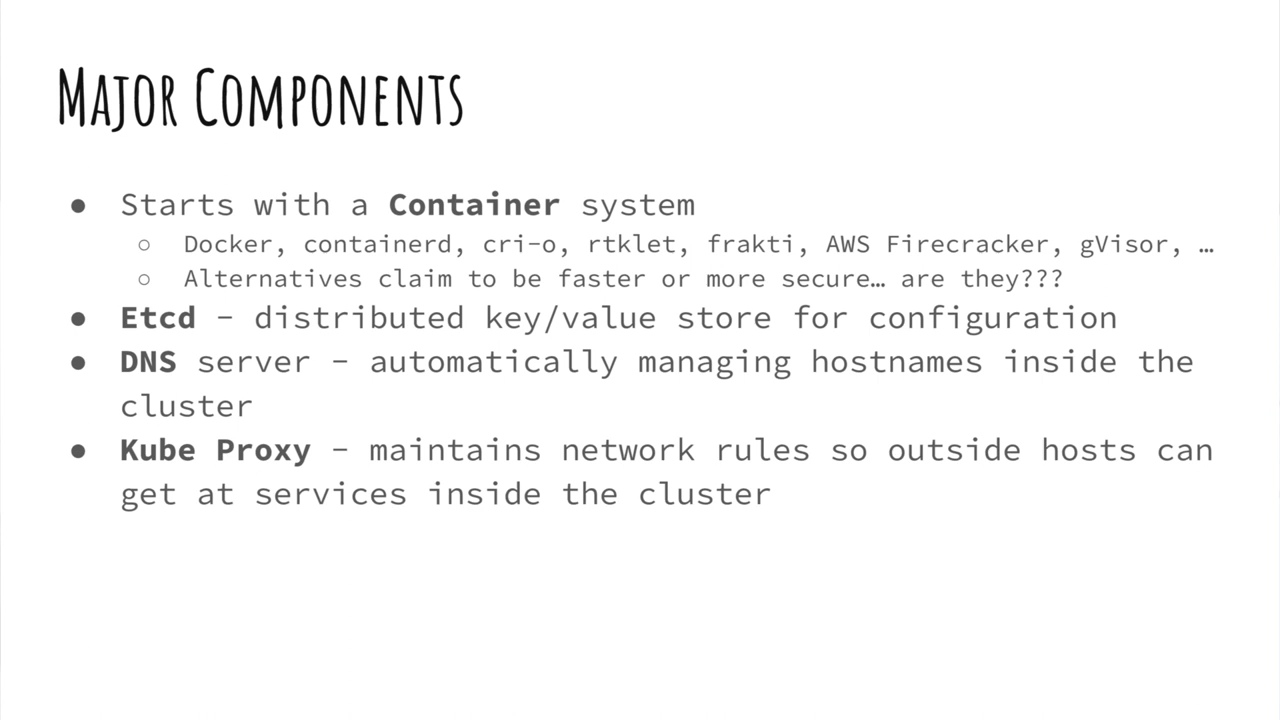 Major Components
● Starts with a Container system
○ Docker, containerd, cri-o, rtklet, frakti, AWS Firecracker, gVisor, …
○ Alternatives claim to be faster or more secure… are they???
● Etcd - distributed key/value store for configuration
● DNS server - automatically managing hostnames inside the
cluster
● Kube Proxy - maintains network rules so outside hosts can
get at services inside the cluster